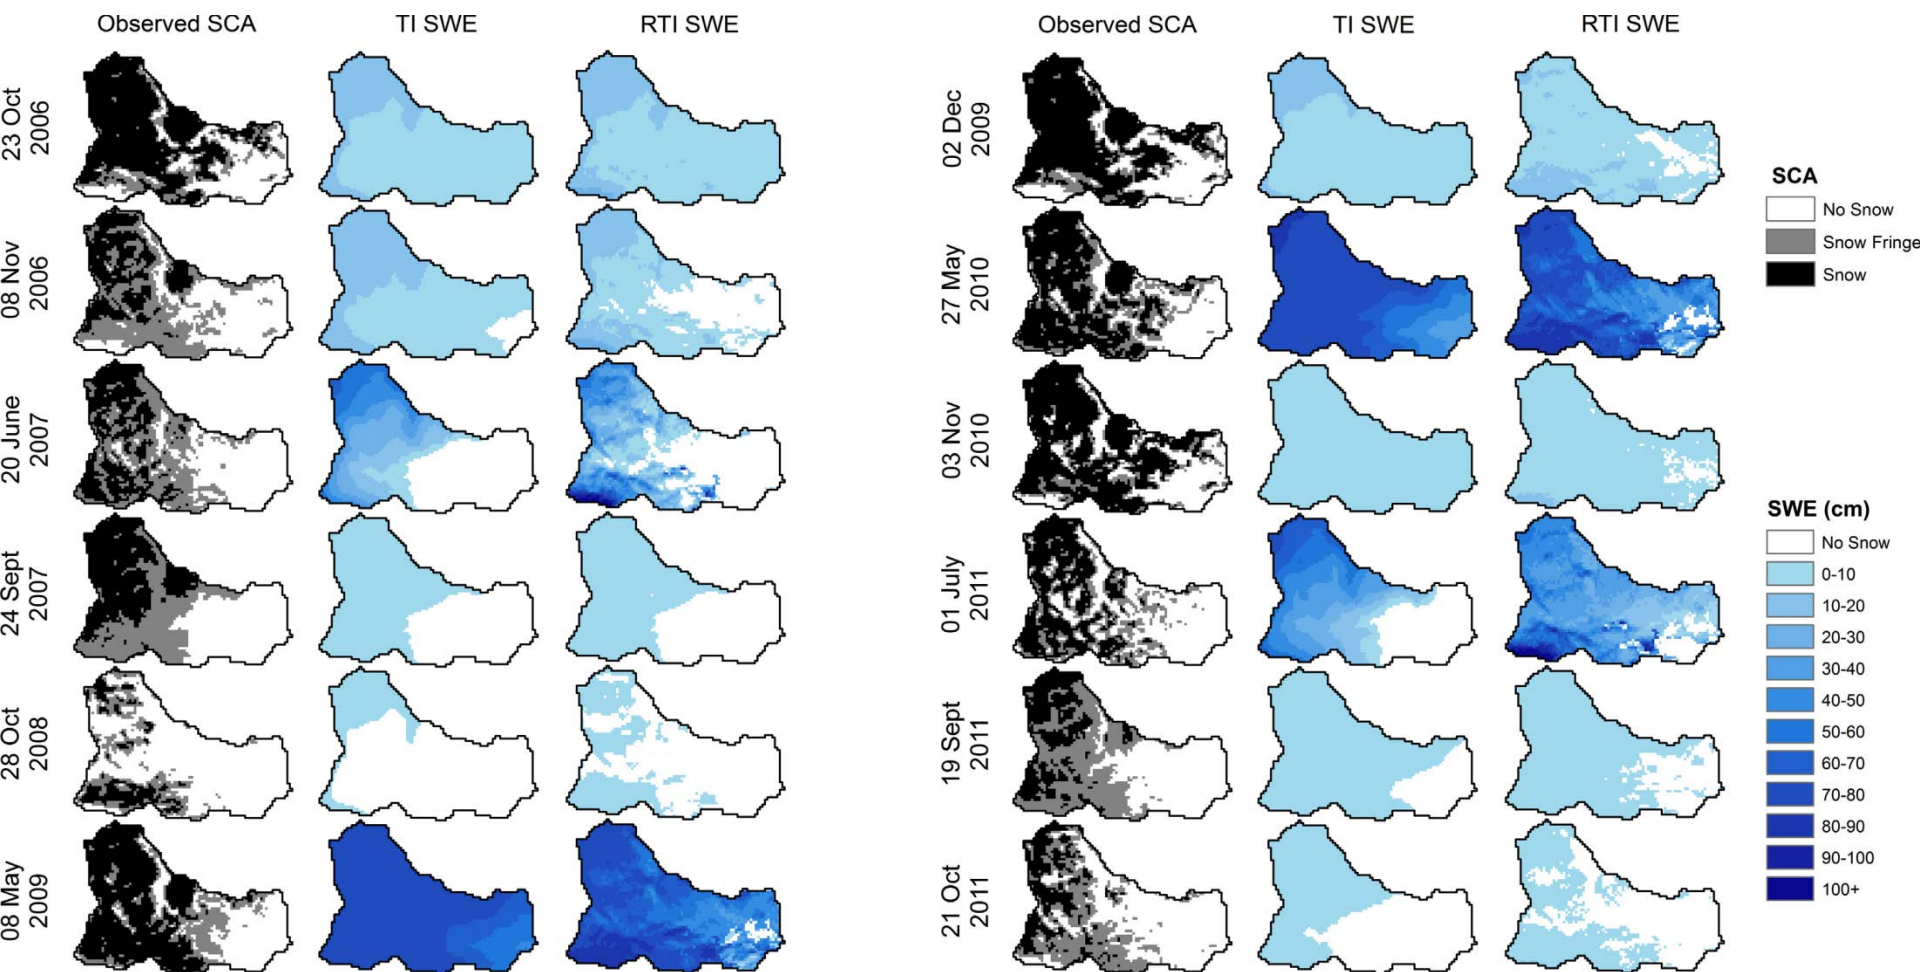 Observed SCA TI SWE RTI SWE
23 Oct
2006
08 Nov
2006
20 June
2007
24 Sept
2007
28 Oct
2008
08 May
2009
Observed SCA TI SWE RTI SWE
02 Dec
2009
27 May
2010
03 Nov
2010
01 July
2011
19 Sept
2011
21 Oct
2011
SCA
No Snow
Snow Fringe
Snow
SWE (cm)
No Snow
0-10
10-20
20-30
30-40
40-50
50-60
60-70
70-80
80-90
90-100
100+